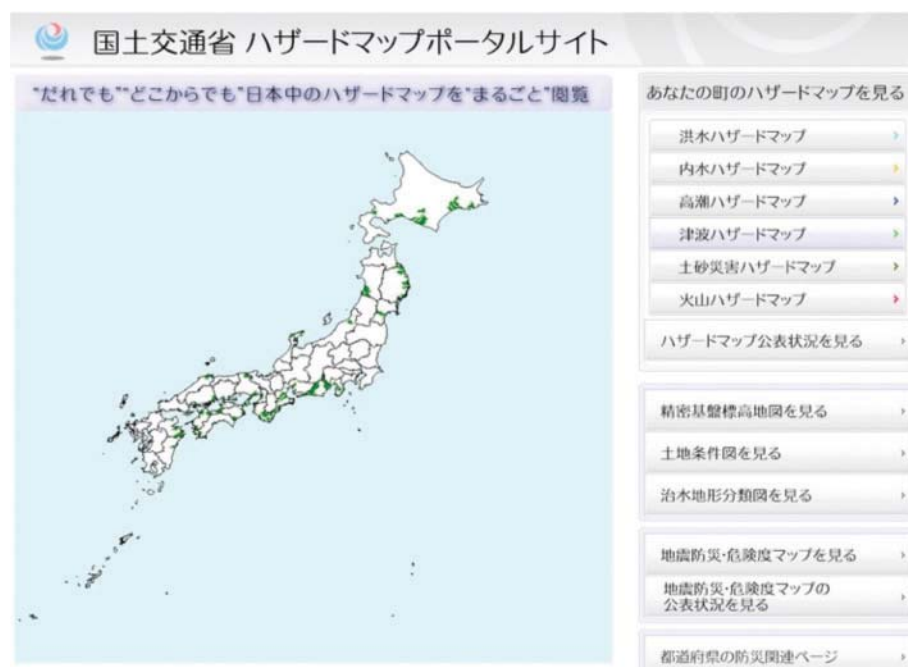 国土交通省 ハザードマップポータルサイト
"だれでも""どこからでも"日本中のハザードマップを"まるごと"閲覧
あなたの町のハザードマップを見る
洪水ハザードマップ
内水ハザードマップ
高潮ハザードマップ
津波ハザードマップ
土砂災害ハザードマップ
火山ハザードマップ
ハザードマップ公表状況を見る
精密基盤標高地図を見る
土地条件図を見る
治水地形分類図を見る
地震防災・危険度マップを見る
地震防災・危険度マップの
公表状況を見る
都道府県の防災関連ページ